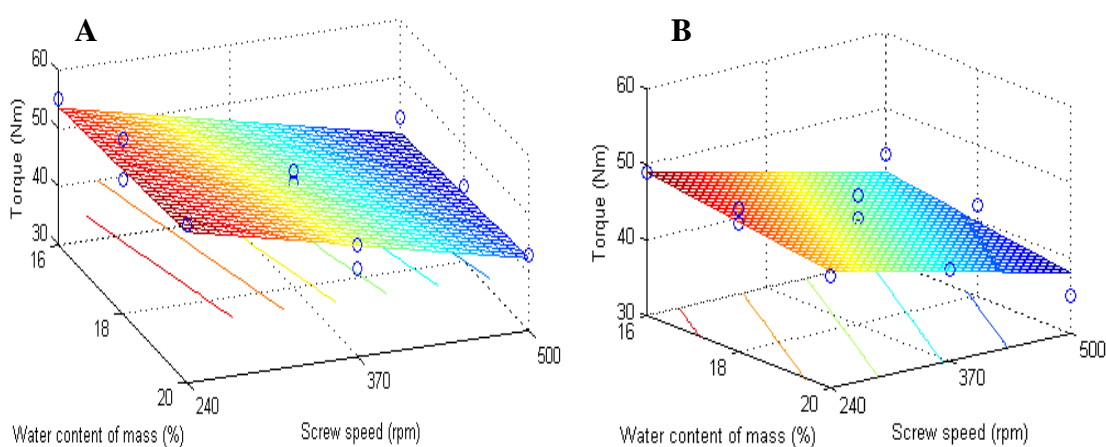 A
60
50
40
30
Torque (Nm)
16
18
20
240
370
500
Water content of mass (%)
Screw speed (rpm)
B
60
50
40
30
Torque (Nm)
16
18
20
240
370
500
Water content of mass (%)
Screw speed (rpm)